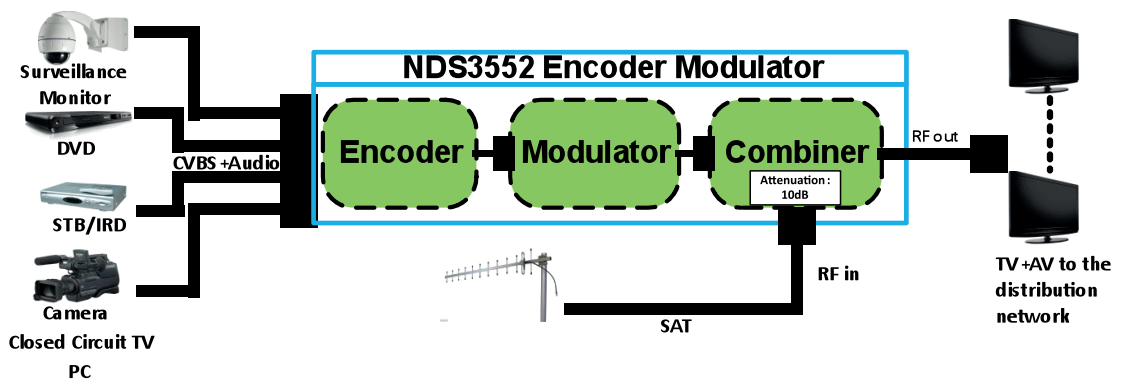 NDS3552 Encoder Modulator
Surveillance
Monitor
DVD
CVBS+Audio
STB/IRD
Camera
Closed Circuit TV
PC
Encoder
Modulator
Combiner
Attenuation :
10dB
RF out
RF in
SAT
TV+AV to the
distribution
network